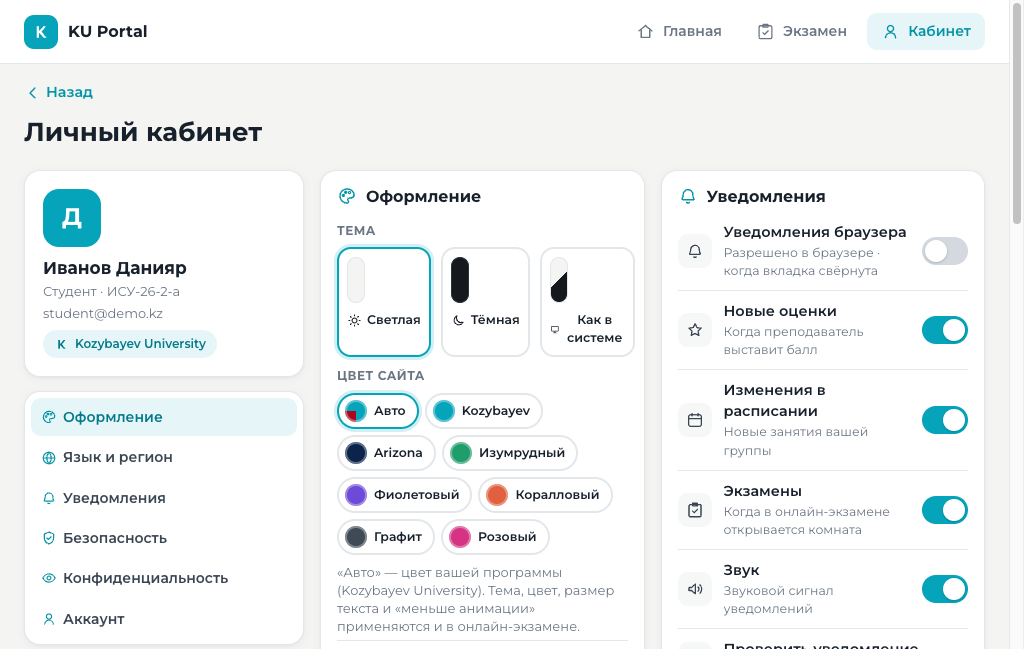 K KU Portal
Главная
Экзамен
Кабинет
Назад
Личный кабинет
Д
Иванов Данияр
Студент · ИСУ-26-2-а
student@demo.kz
K Kozybayev University
Оформление
Язык и регион
Уведомления
Безопасность
Конфиденциальность
Аккаунт
Оформление
ТЕМА
Светлая
Тёмная
Как в
системе
ЦВЕТ САЙТА
Авто
Kozybayev
Arizona
Изумрудный
Фиолетовый
Коралловый
Графит
Розовый
«Авто» — цвет вашей программы
(Kozybayev University). Тема, цвет, размер
текста и «меньше анимации»
применяются и в онлайн-экзамене.
Уведомления
Уведомления браузера
Разрешено в браузере ·
когда вкладка свёрнута
Новые оценки
Когда преподаватель
выставит балл
Изменения в
расписании
Новые занятия вашей
группы
Экзамены
Когда в онлайн-экзамене
открывается комната
Звук
Звуковой сигнал
уведомлений
Проверить уведомление